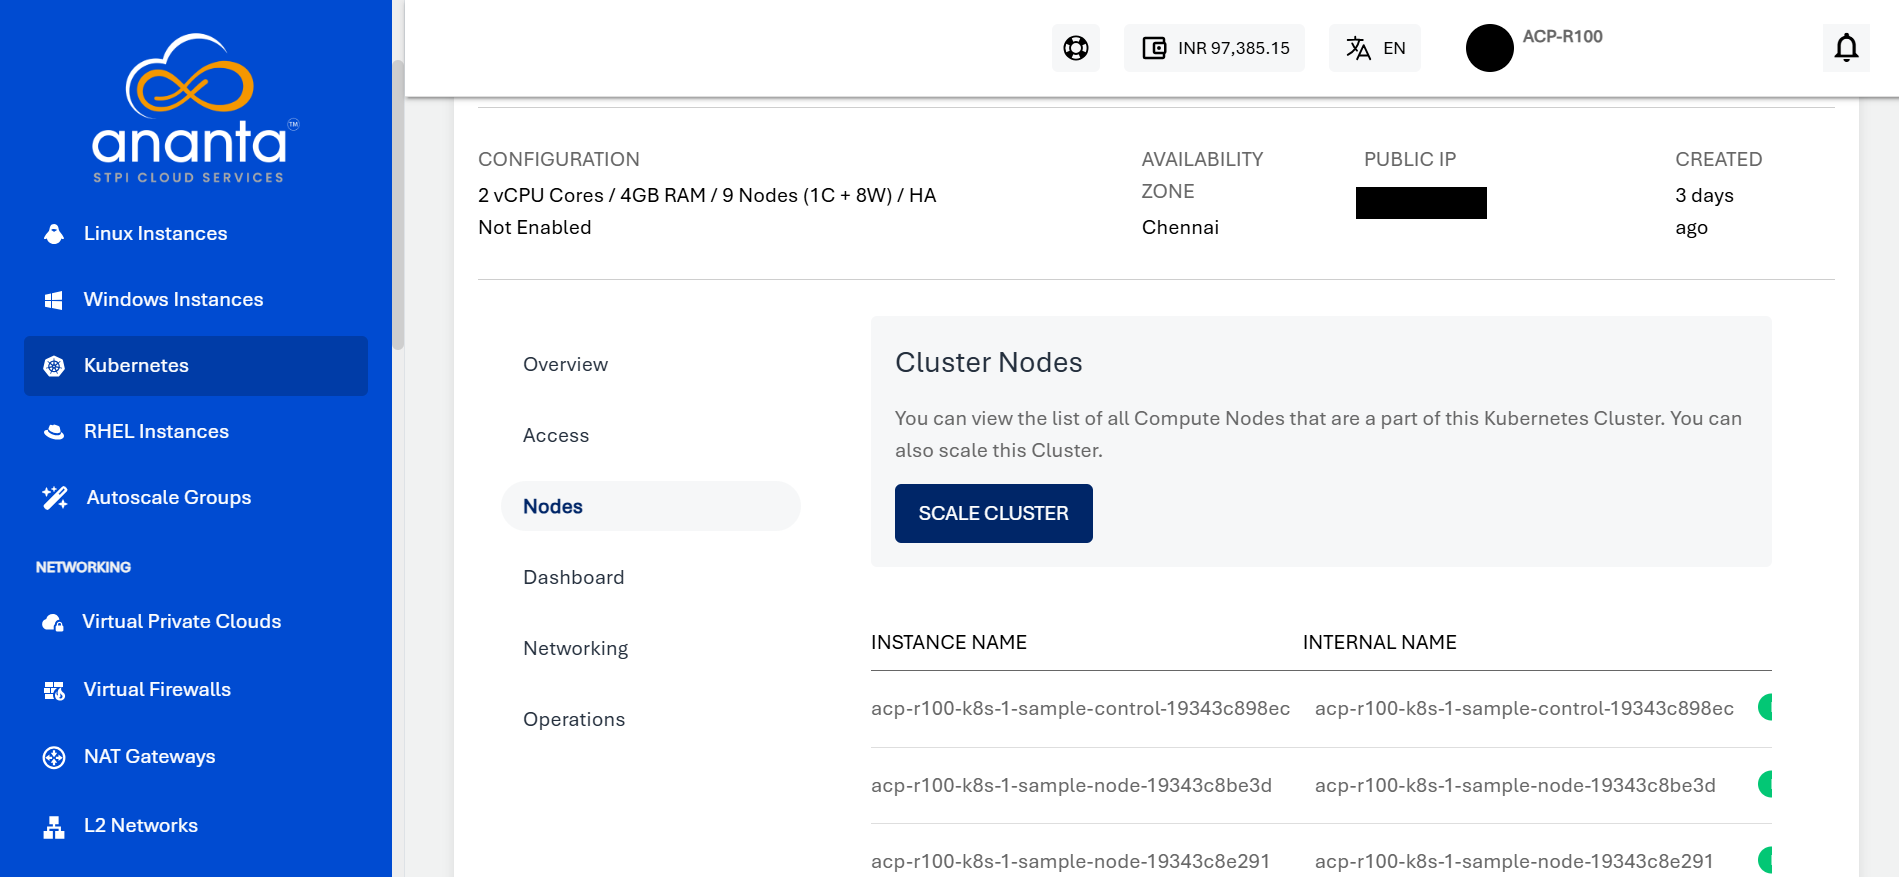 ananta
TM
STPI CLOUD SERVICES
Linux Instances
Windows Instances
Kubernetes
RHEL Instances
Autoscale Groups
NETWORKING
Virtual Private Clouds
Virtual Firewalls
NAT Gateways
L2 Networks
INR 97,385.15
EN
ACP-R100
CONFIGURATION
2 vCPU Cores / 4GB RAM / 9 Nodes (1C + 8W) / HA
Not Enabled
AVAILABILITY
ZONE
Chennai
PUBLIC IP
CREATED
3 days
ago
Overview
Access
Nodes
Dashboard
Networking
Operations
Cluster Nodes
You can view the list of all Compute Nodes that are a part of this Kubernetes Cluster. You can
also scale this Cluster.
SCALE CLUSTER
INSTANCE NAME INTERNAL NAME
acp-r100-k8s-1-sample-control-19343c898ec acp-r100-k8s-1-sample-control-19343c898ec
acp-r100-k8s-1-sample-node-19343c8be3d acp-r100-k8s-1-sample-node-19343c8be3d
acp-r100-k8s-1-sample-node-19343c8e291 acp-r100-k8s-1-sample-node-19343c8e291